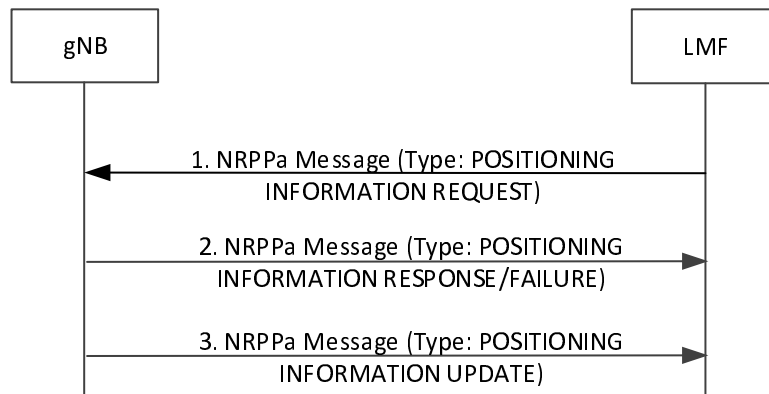 gNB
LMF
1. NRPPa Message (Type: POSITIONING
INFORMATION REQUEST)
2. NRPPa Message (Type: POSITIONING
INFORMATION RESPONSE/FAILURE)
3. NRPPa Message (Type: POSITIONING
INFORMATION UPDATE)